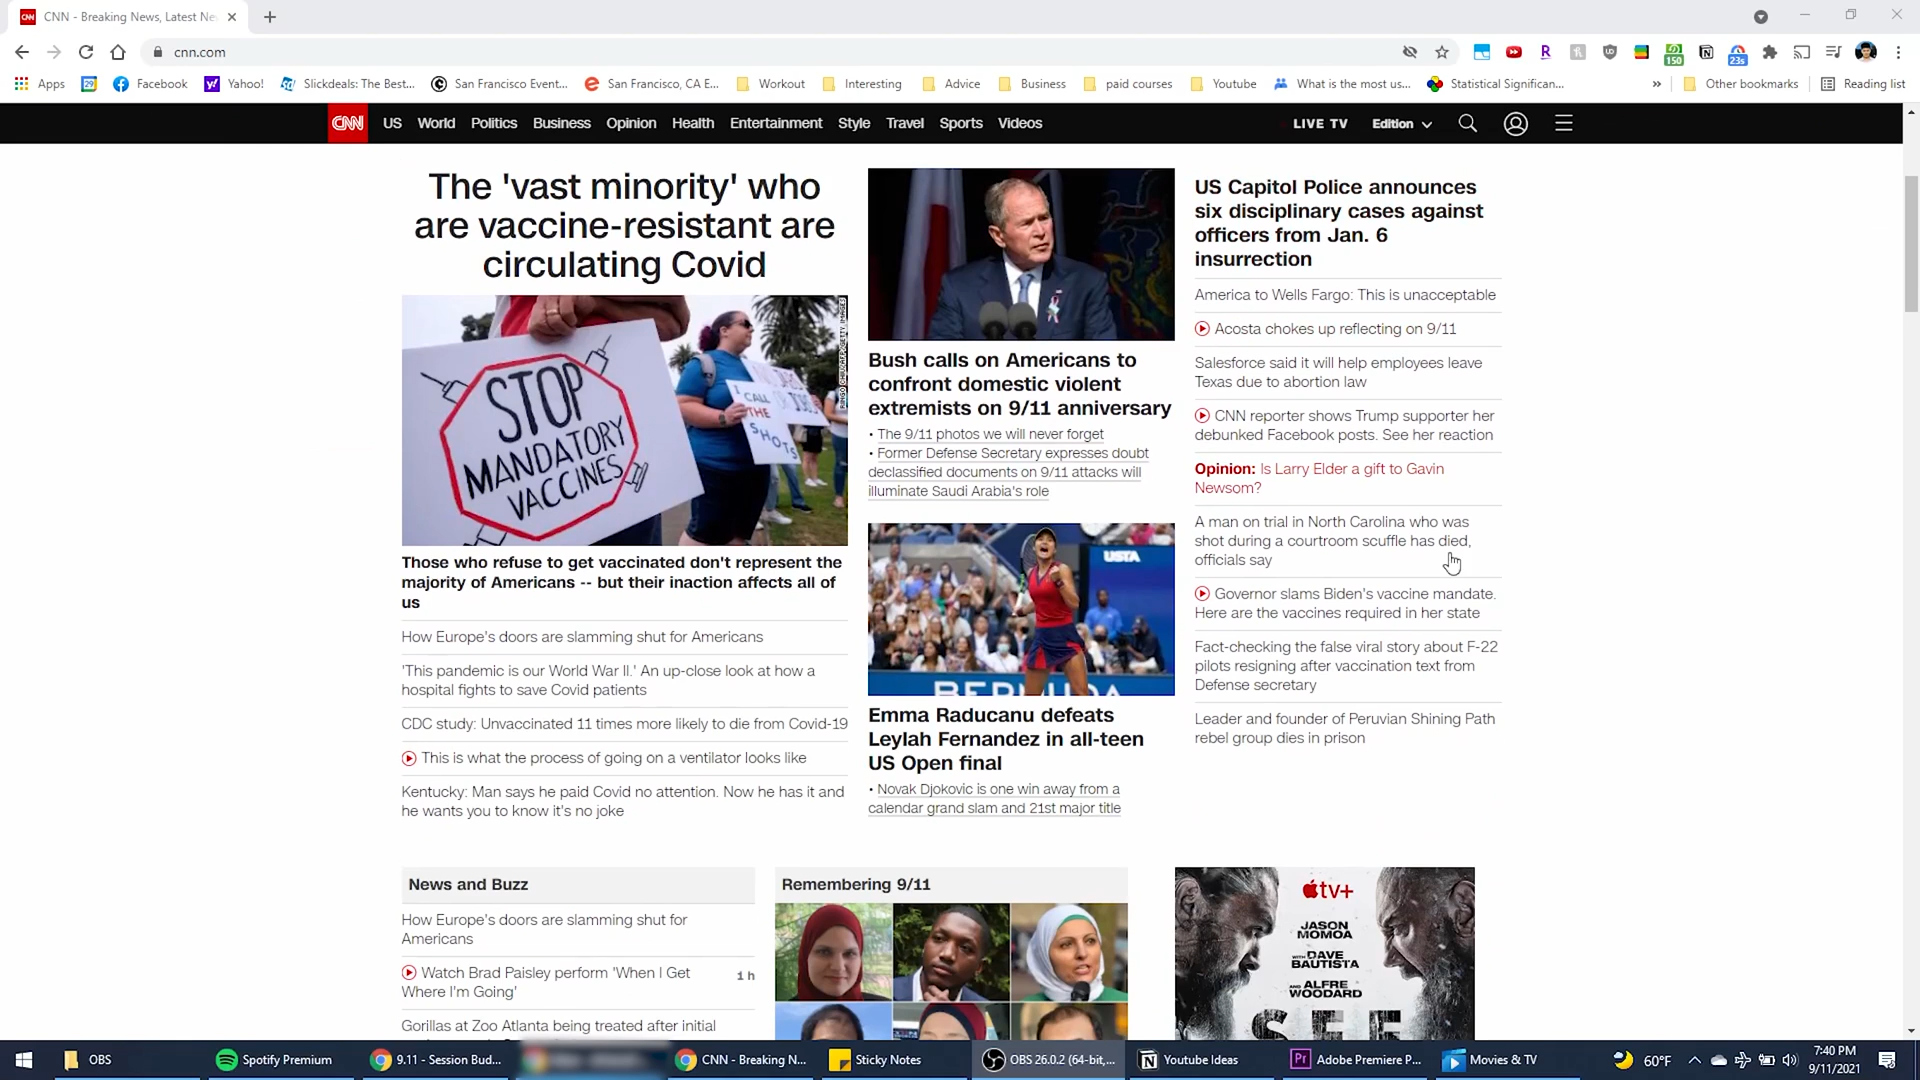 CNN - Breaking News, Latest Ne
cnn.com
150
23s
Apps
Facebook
Yahoo!
Slickdeals: The Best...
San Francisco Event...
San Francisco, CA E...
Workout
Interesting
Advice
Business
paid courses
Youtube
What is the most us...
Statistical Significan...
»
Other bookmarks
Reading list
CNN
US
World
Politics
Business
Opinion
Health
Entertainment
Style
Travel
Sports
Videos
LIVE TV
Edition
The 'vast minority' who
are vaccine-resistant are
circulating Covid
STOP
MANDATORY
VACCINES
I CALL
THE
SHOTS
Those who refuse to get vaccinated don't represent the
majority of Americans -- but their inaction affects all of
us
How Europe's doors are slamming shut for Americans
'This pandemic is our World War II.' An up-close look at how a
hospital fights to save Covid patients
CDC study: Unvaccinated 11 times more likely to die from Covid-19
This is what the process of going on a ventilator looks like
Kentucky: Man says he paid Covid no attention. Now he has it and
he wants you to know it's no joke
Bush calls on Americans to
confront domestic violent
extremists on 9/11 anniversary
• The 9/11 photos we will never forget
• Former Defense Secretary expresses doubt
declassified documents on 9/11 attacks will
illuminate Saudi Arabia's role
USTA
BERMUDA
Emma Raducanu defeats
Leylah Fernandez in all-teen
US Open final
• Novak Djokovic is one win away from a
calendar grand slam and 21st major title
US Capitol Police announces
six disciplinary cases against
officers from Jan. 6
insurrection
America to Wells Fargo: This is unacceptable
Acosta chokes up reflecting on 9/11
Salesforce said it will help employees leave
Texas due to abortion law
CNN reporter shows Trump supporter her
debunked Facebook posts. See her reaction
Opinion: Is Larry Elder a gift to Gavin
Newsom?
A man on trial in North Carolina who was
shot during a courtroom scuffle has died,
officials say
Governor slams Biden's vaccine mandate.
Here are the vaccines required in her state
Fact-checking the false viral story about F-22
pilots resigning after vaccination text from
Defense secretary
Leader and founder of Peruvian Shining Path
rebel group dies in prison
News and Buzz
How Europe's doors are slamming shut for
Americans
Watch Brad Paisley perform 'When I Get
Where I'm Going'
1 h
Gorillas at Zoo Atlanta being treated after initial
Remembering 9/11
tv+
JASON
MOMOA
WITH DAVE
BAUTISTA
AND ALFRE
WOODARD
SEE
OBS
Spotify Premium
9.11 - Session Bud...
CNN - Breaking N...
Sticky Notes
OBS 26.0.2 (64-bit,...
Youtube Ideas
Adobe Premiere P...
Movies & TV
60°F
7:40 PM
9/11/2021